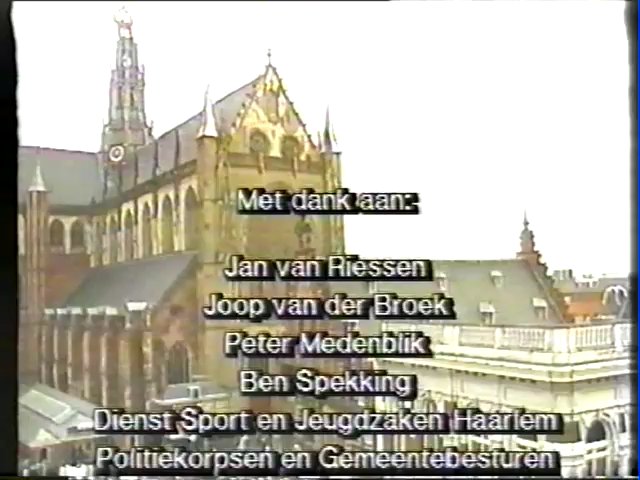 Met dank aan:
Jan van Riessen
Joop van der Broek
Peter Medenblik
Ben Spekking
Dienst Sport en Jeugdzaken Haarlem
Politiekorpsen en Gemeentebesturen